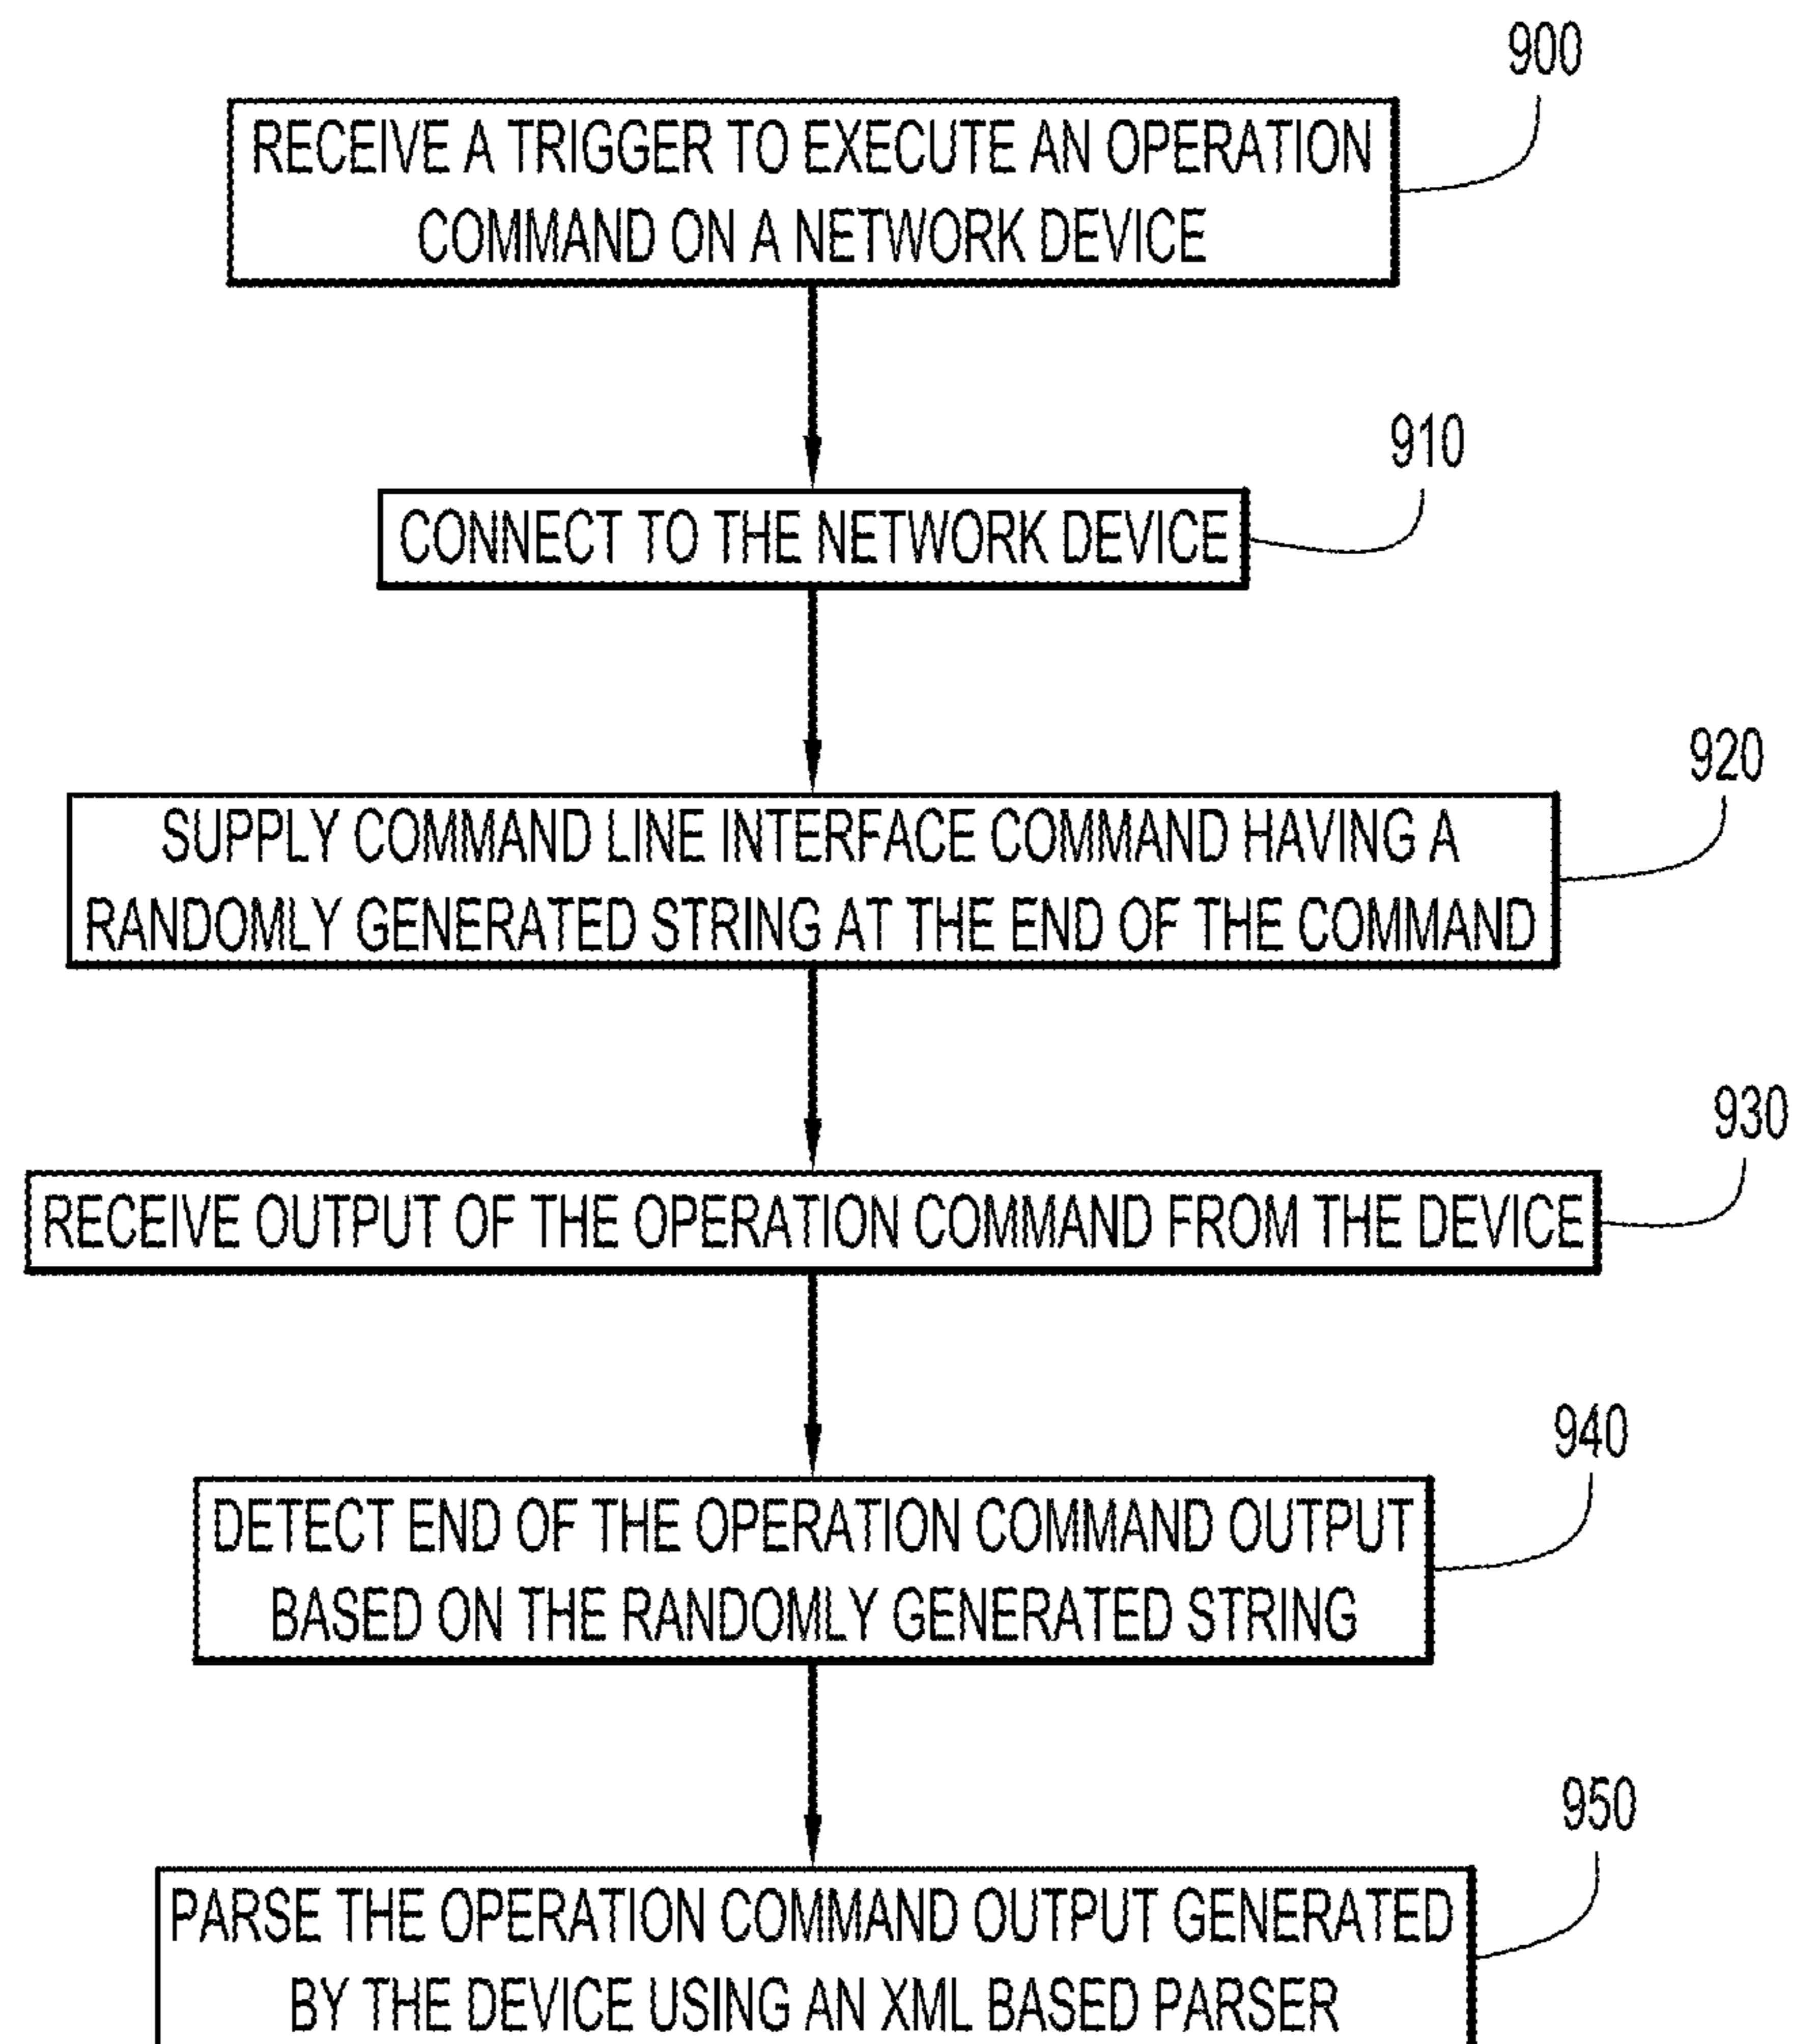 900
RECEIVE A TRIGGER TO EXECUTE AN OPERATION
COMMAND ON A NETWORK DEVICE
910
CONNECT TO THE NETWORK DEVICE
920
SUPPLY COMMAND LINE INTERFACE COMMAND HAVING A
RANDOMLY GENERATED STRING AT THE END OF THE COMMAND
930
RECEIVE OUTPUT OF THE OPERATION COMMAND FROM THE DEVICE
940
DETECT END OF THE OPERATION COMMAND OUTPUT
BASED ON THE RANDOMLY GENERATED STRING
950
PARSE THE OPERATION COMMAND OUTPUT GENERATED
BY THE DEVICE USING AN XML BASED PARSER